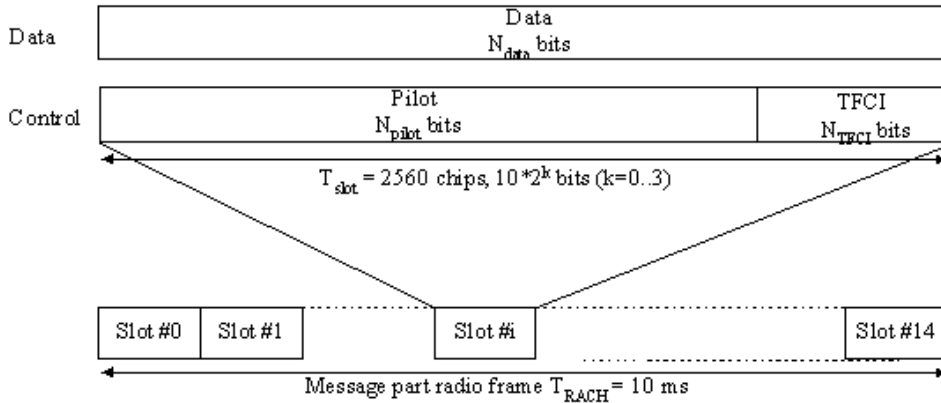 Data
Data
N_data bits
Control
Pilot
N_pilot bits
TFCI
N_TFCI bits
T_slot = 2560 chips, 10*2^k bits (k=0..3)
Slot #0
Slot #1
Slot #i
Slot #14
Message part radio frame T_RACH = 10 ms